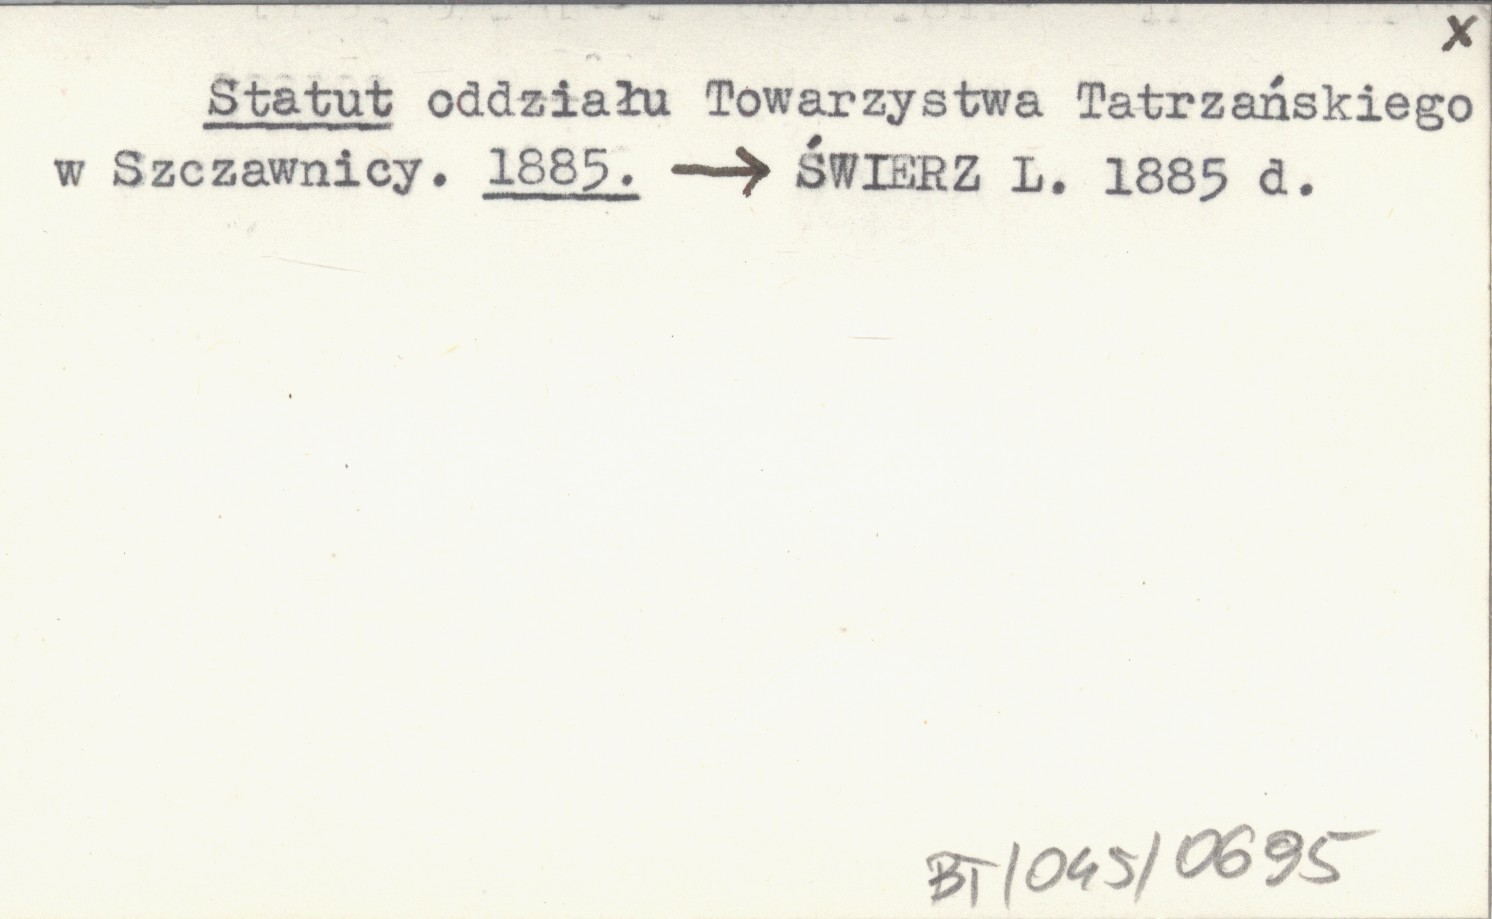 x
Statut oddziału Towarzystwa Tatrzańskiego
w Szczawnicy. 1885. → ŚWIERZ L. 1885 d.
BT/045/0695